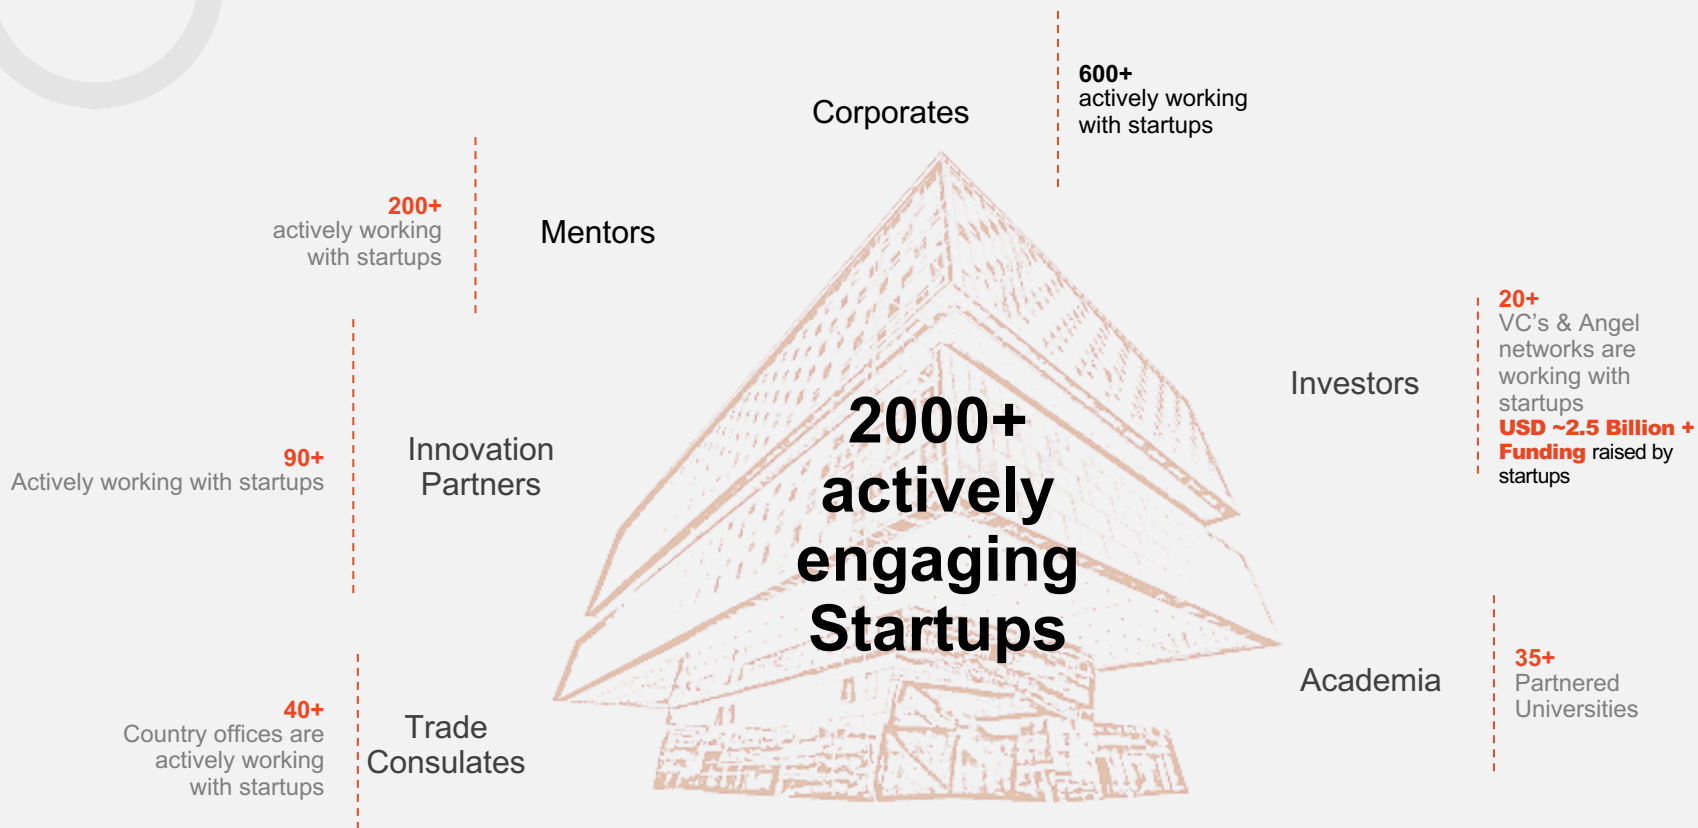 Corporates
600+
actively working
with startups
200+
actively working
with startups
Mentors
20+
VC's & Angel
networks are
working with
startups
USD ~2.5 Billion +
Funding raised by
startups
Investors
2000+
actively
engaging
Startups
90+
Actively working with startups
Innovation
Partners
Academia
35+
Partnered
Universities
40+
Country offices are
actively working
with startups
Trade
Consulates